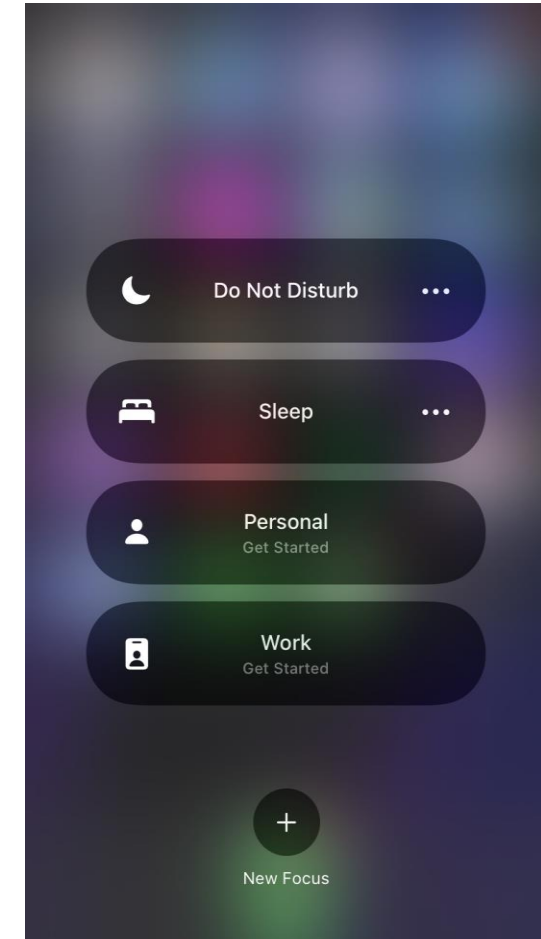 Do Not Disturb
Sleep
Personal
Get Started
Work
Get Started
New Focus